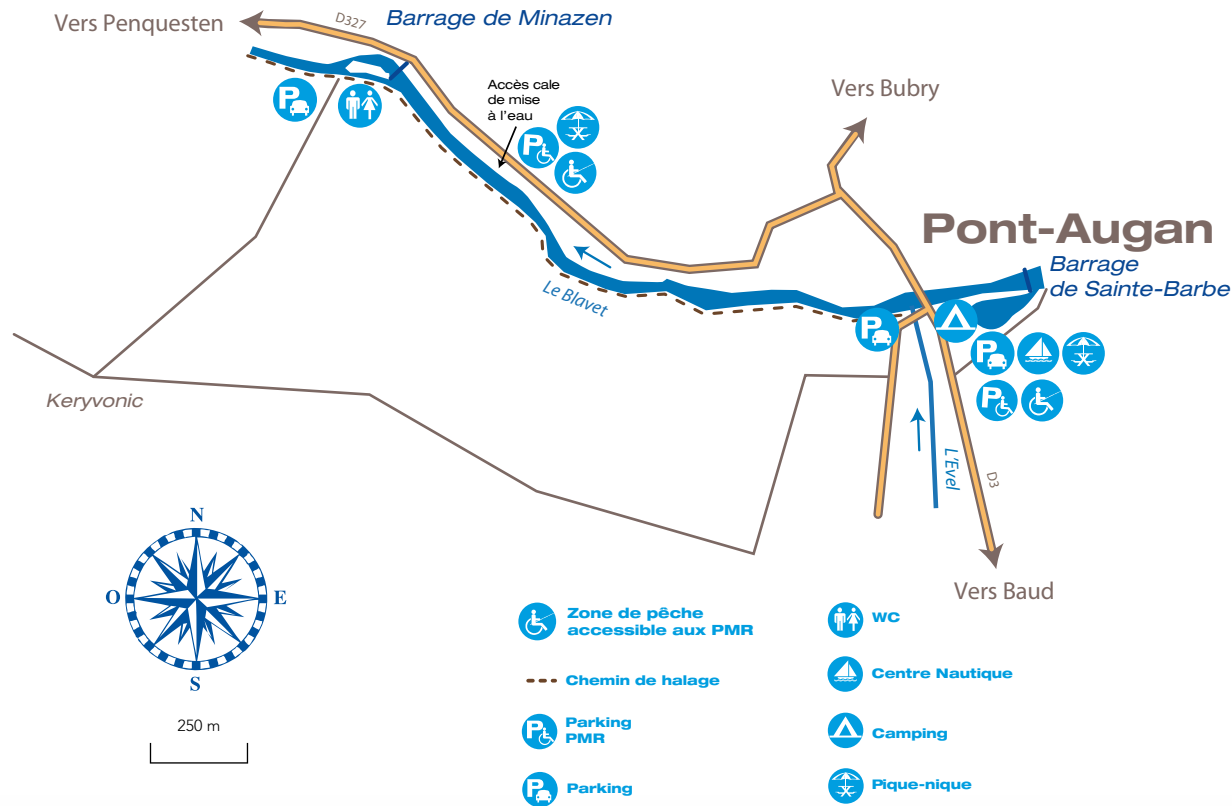 Vers Penquesten
D327
Barrage de Minazen
Accès cale
de mise
à l'eau
Vers Bubry
Pont-Augan
Barrage
de Sainte-Barbe
Le Blavet
Keryvonic
L'Evel
D3
Vers Baud
N
O
E
S
250 m
Zone de pêche
accessible aux PMR
Chemin de halage
P
Parking
PMR
P
Parking
WC
Centre Nautique
Camping
Pique-nique
P
P
P
P
P